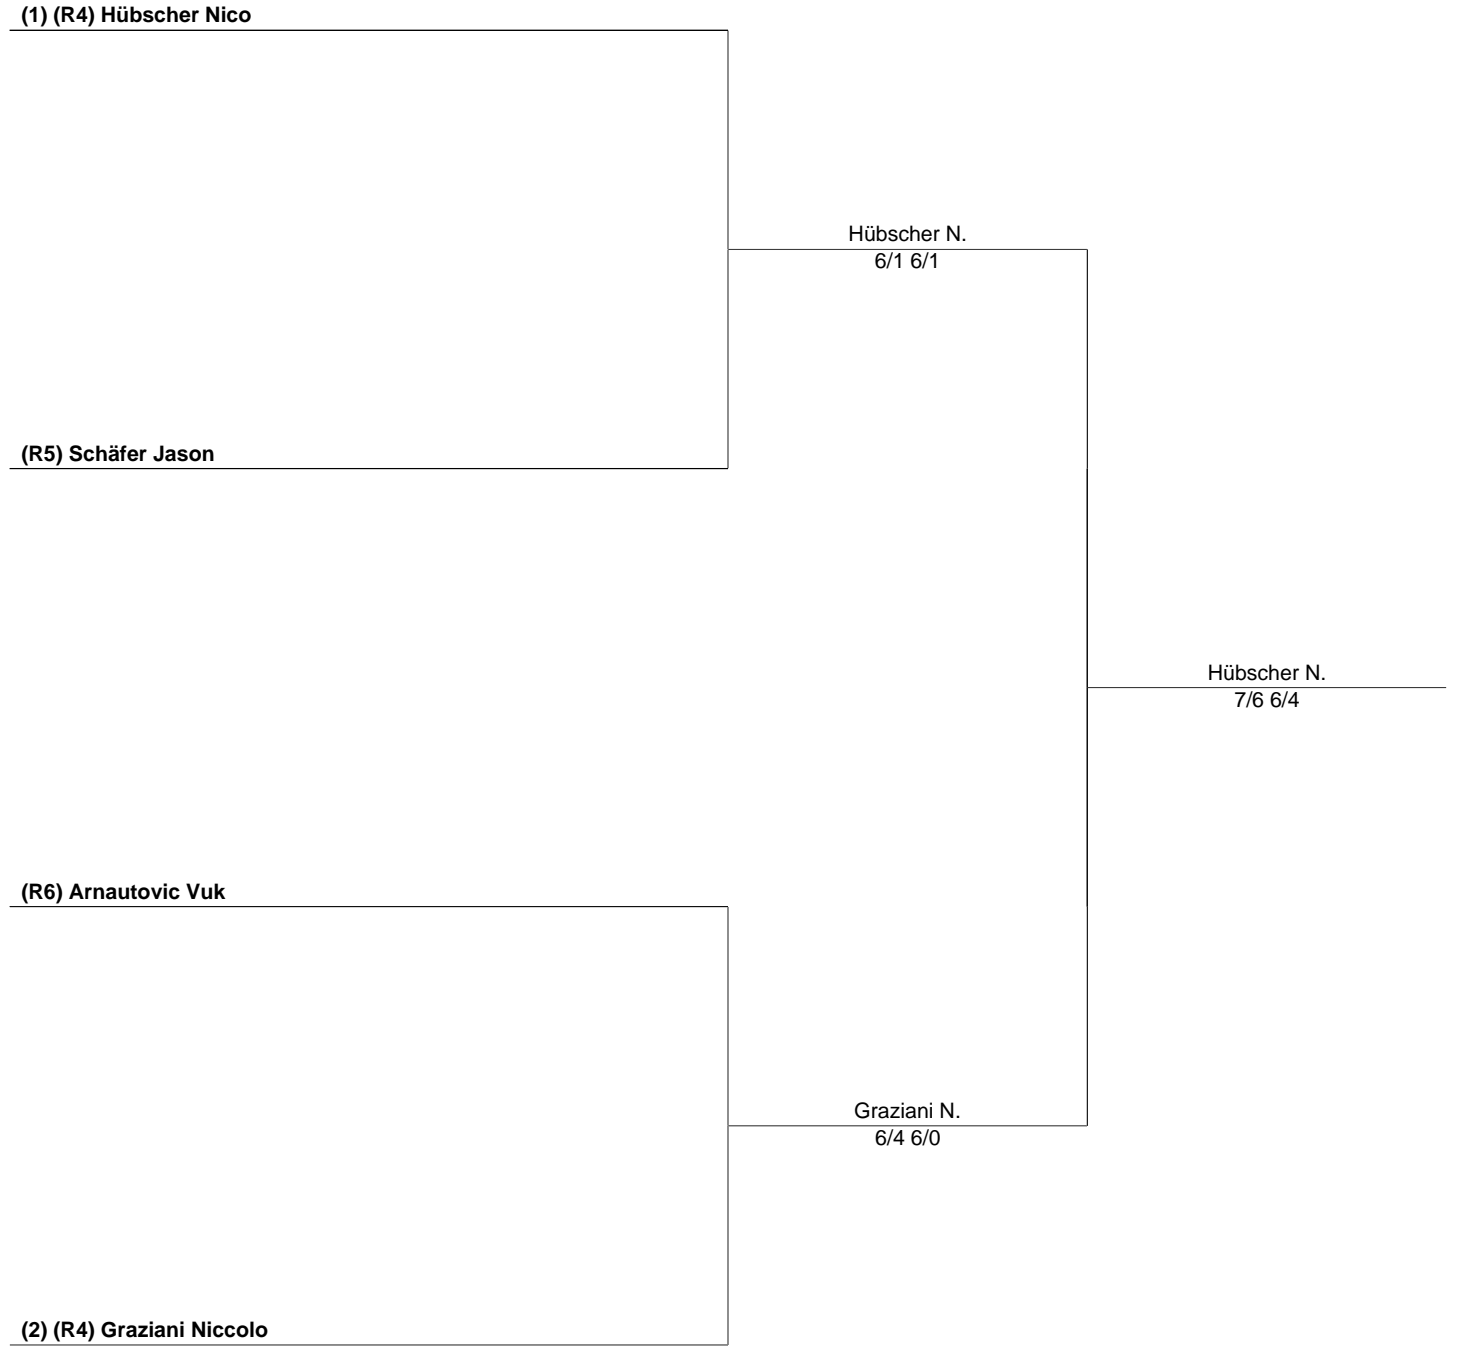 (1) (R4) Hübscher Nico
Hübscher N.
6/1 6/1
(R5) Schäfer Jason
Hübscher N.
7/6 6/4
(R6) Arnautovic Vuk
Graziani N.
6/4 6/0
(2) (R4) Graziani Niccolo